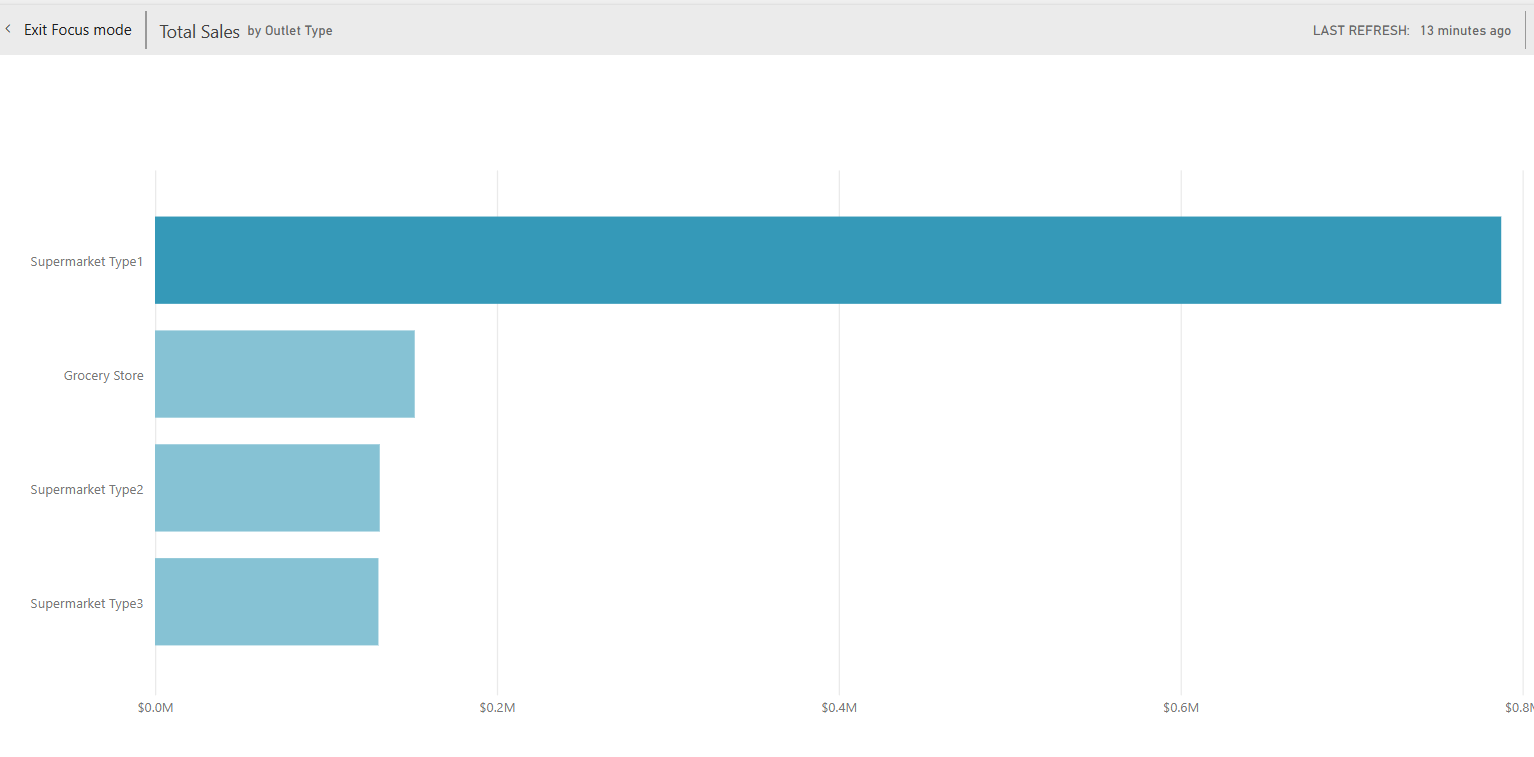 Exit Focus mode
Total Sales by Outlet Type
LAST REFRESH: 13 minutes ago
Supermarket Type1
Grocery Store
Supermarket Type2
Supermarket Type3
$0.0M $0.2M $0.4M $0.6M $0.8M